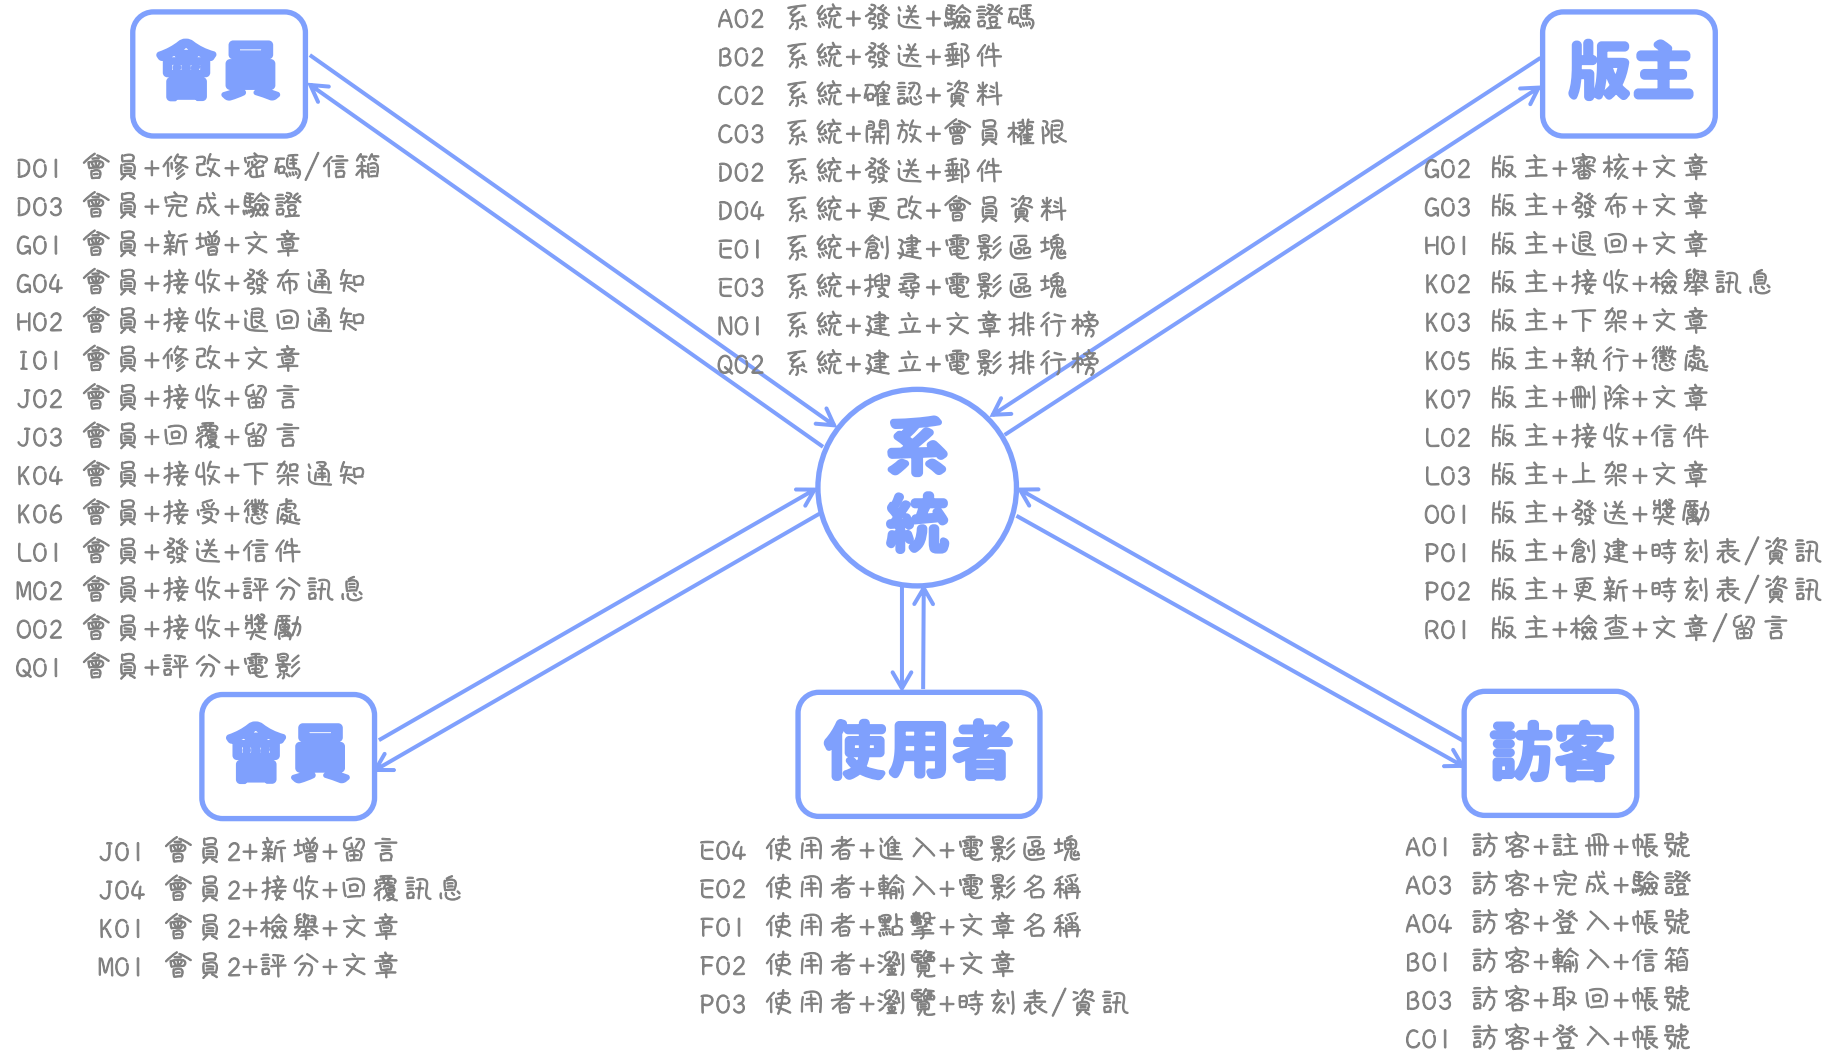 會員
D01 會員+修改+密碼/信箱
D03 會員+完成+驗證
G01 會員+新增+文章
G04 會員+接收+發布通知
H02 會員+接收+退回通知
I01 會員+修改+文章
J02 會員+接收+留言
J03 會員+回覆+留言
K04 會員+接收+下架通知
K06 會員+接受+懲處
L01 會員+發送+信件
M02 會員+接收+評分訊息
O02 會員+接收+獎勵
Q01 會員+評分+電影
A02 系統+發送+驗證碼
B02 系統+發送+郵件
C02 系統+確認+資料
C03 系統+開放+會員權限
D02 系統+發送+郵件
D04 系統+更改+會員資料
E01 系統+創建+電影區塊
E03 系統+搜尋+電影區塊
N01 系統+建立+文章排行榜
Q02 系統+建立+電影排行榜
系
統
版主
G02 版主+審核+文章
G03 版主+發布+文章
H01 版主+退回+文章
K02 版主+接收+檢舉訊息
K03 版主+下架+文章
K05 版主+執行+懲處
K07 版主+刪除+文章
L02 版主+接收+信件
L03 版主+上架+文章
O01 版主+發送+獎勵
P01 版主+創建+時刻表/資訊
P02 版主+更新+時刻表/資訊
R01 版主+檢查+文章/留言
會員
J01 會員2+新增+留言
J04 會員2+接收+回覆訊息
K01 會員2+檢舉+文章
M01 會員2+評分+文章
使用者
E04 使用者+進入+電影區塊
E02 使用者+輸入+電影名稱
F01 使用者+點擊+文章名稱
F02 使用者+瀏覽+文章
P03 使用者+瀏覽+時刻表/資訊
訪客
A01 訪客+註冊+帳號
A03 訪客+完成+驗證
A04 訪客+登入+帳號
B01 訪客+輸入+信箱
B03 訪客+取回+帳號
C01 訪客+登入+帳號